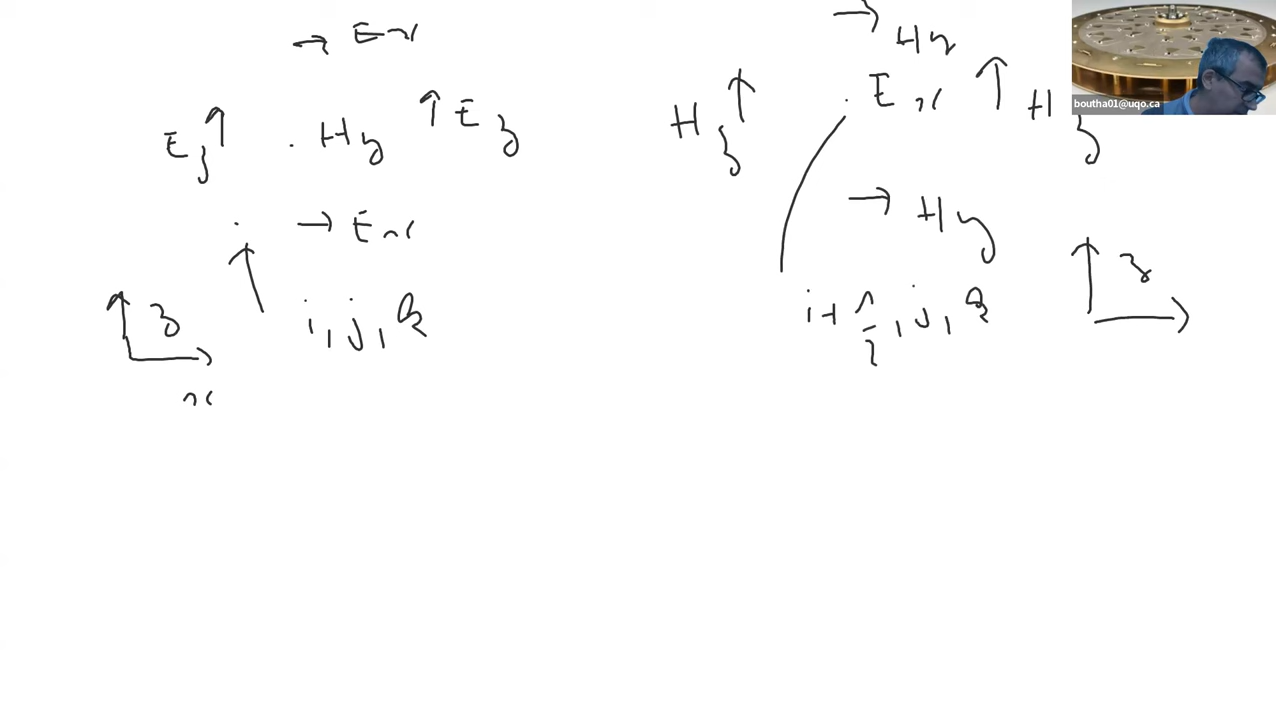 → Ex
Ez ↑ . Hy ↑ Ez
→ Ex
i, j, k
z
x
→ Hy
Hz ↑ . Ex ↑ Hz
→ Hy
i + 1/2, j, k
z
boutha01@uqo.ca